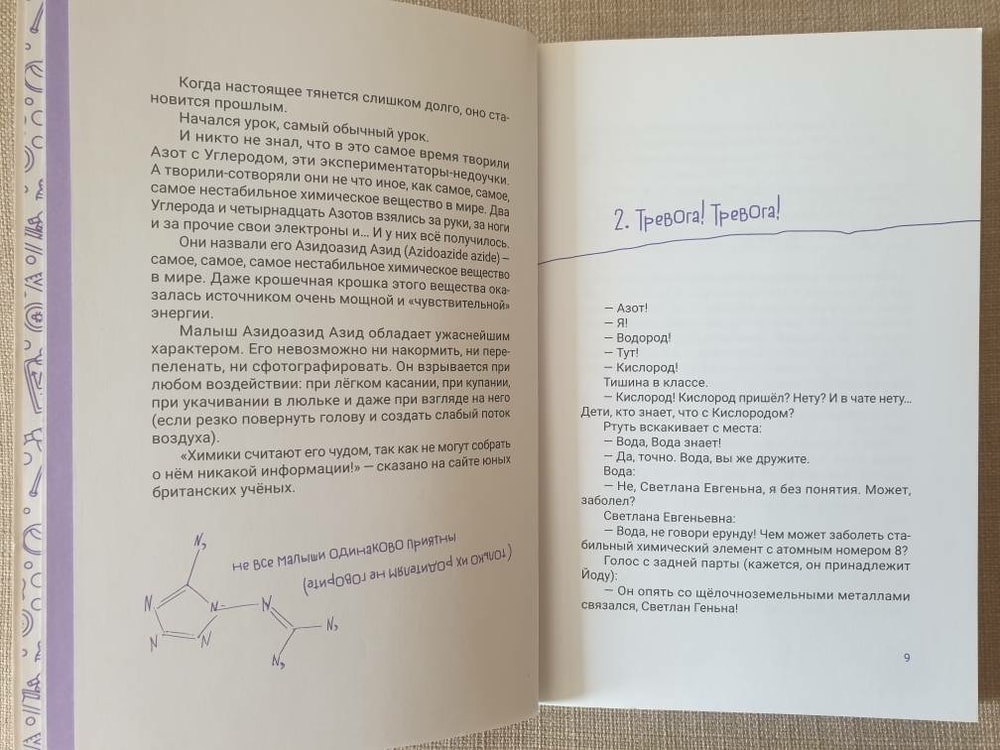 Когда настоящее тянется слишком долго, оно ста-
новится прошлым.
Начался урок, самый обычный урок.
И никто не знал, что в это самое время творили
Азот с Углеродом, эти экспериментаторы-недоучки.
А творили-сотворяли они не что иное, как самое, самое,
самое нестабильное химическое вещество в мире. Два
Углерода и четырнадцать Азотов взялись за руки, за ноги
и за прочие свои электроны и... И у них всё получилось.
Они назвали его Азидоазид Азид (Azidoazide azide) –
самое, самое, самое нестабильное химическое вещество
в мире. Даже крошечная крошка этого вещества ока-
залась источником очень мощной и «чувствительной»
энергии.
Малыш Азидоазид Азид обладает ужаснейшим
характером. Его невозможно ни накормить, ни пере-
пеленать, ни сфотографировать. Он взрывается при
любом воздействии: при лёгком касании, при купании,
при укачивании в люльке и даже при взгляде на него
(если резко повернуть голову и создать слабый поток
воздуха).
«Химики считают его чудом, так как не могут собрать
о нём никакой информации!» — сказано на сайте юных
британских учёных.
не все малыши одинаково приятны
(только их родителям не говорите)
N₃
N
N
N
N
N
N₃
N₃
2. Тревога! Тревога!
— Азот!
— Я!
— Водород!
— Тут!
— Кислород!
Тишина в классе.
— Кислород! Кислород пришёл? Нету? И в чате нету...
Дети, кто знает, что с Кислородом?
Ртуть вскакивает с места:
— Вода, Вода знает!
— Да, точно. Вода, вы же дружите.
Вода:
— Не, Светлана Евгеньна, я без понятия. Может,
заболел?
Светлана Евгеньевна:
— Вода, не говори ерунду! Чем может заболеть ста-
бильный химический элемент с атомным номером 8?
Голос с задней парты (кажется, он принадлежит
Йоду):
— Он опять со щёлочноземельными металлами
связался, Светлан Геньна!
9